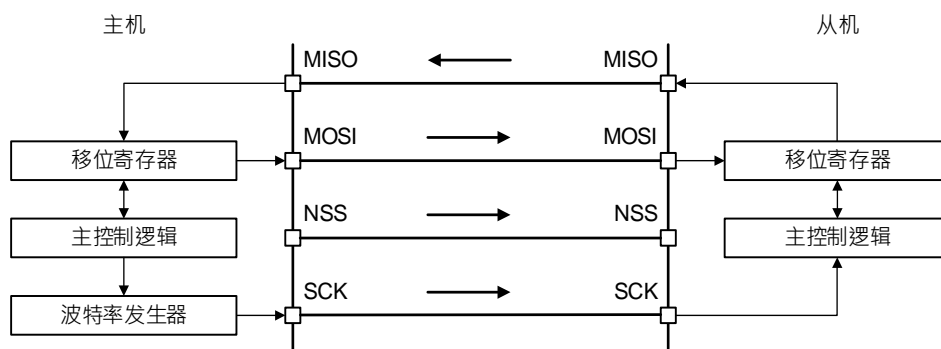 主机 从机
MISO MISO
MOSI MOSI
移位寄存器 移位寄存器
NSS NSS
主控制逻辑 主控制逻辑
SCK SCK
波特率发生器